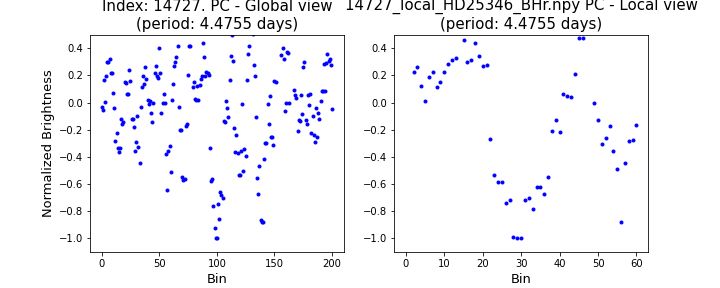 Index: 14727. PC - Global view
(period: 4.4755 days)
14727_local_HD25346_BHr.npy PC - Local view
(period: 4.4755 days)
Normalized Brightness
0.4
0.2
0.0
−0.2
−0.4
−0.6
−0.8
−1.0
0 50 100 150 200
Bin
0.4
0.2
0.0
−0.2
−0.4
−0.6
−0.8
−1.0
0 10 20 30 40 50 60
Bin